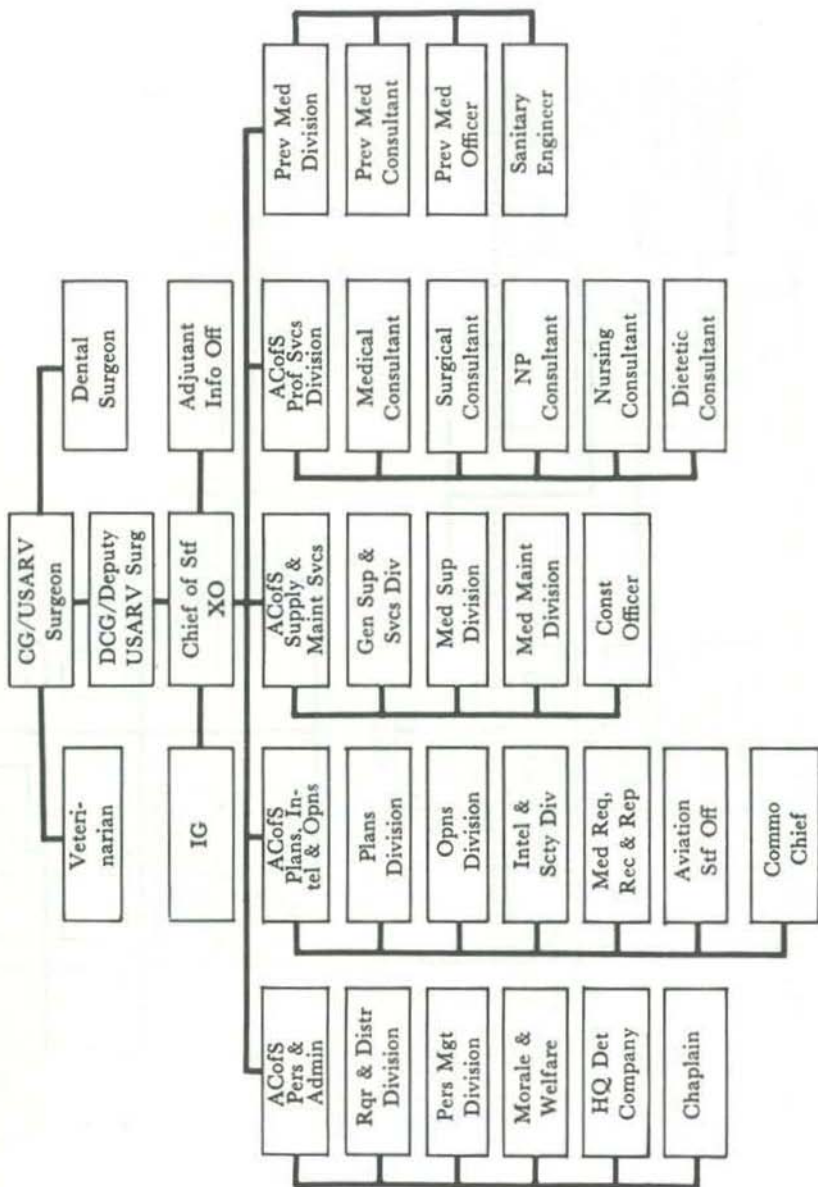 CG/USARV
Surgeon
Veteri-
narian
Dental
Surgeon
DCG/Deputy
USARV Surg
IG
Chief of Stf
XO
Adjutant
Info Off
ACofS
Pers &
Admin
Rqr & Distr
Division
Pers Mgt
Division
Morale &
Welfare
HQ Det
Company
Chaplain
ACofS
Plans, In-
tel & Opns
Plans
Division
Opns
Division
Intel &
Scty Div
Med Req,
Rec & Rep
Aviation
Stf Off
Commo
Chief
ACofS
Supply &
Maint Svcs
Gen Sup &
Svcs Div
Med Sup
Division
Med Maint
Division
Const
Officer
ACofS
Prof Svcs
Division
Medical
Consultant
Surgical
Consultant
NP
Consultant
Nursing
Consultant
Dietetic
Consultant
Prev Med
Division
Prev Med
Consultant
Prev Med
Officer
Sanitary
Engineer